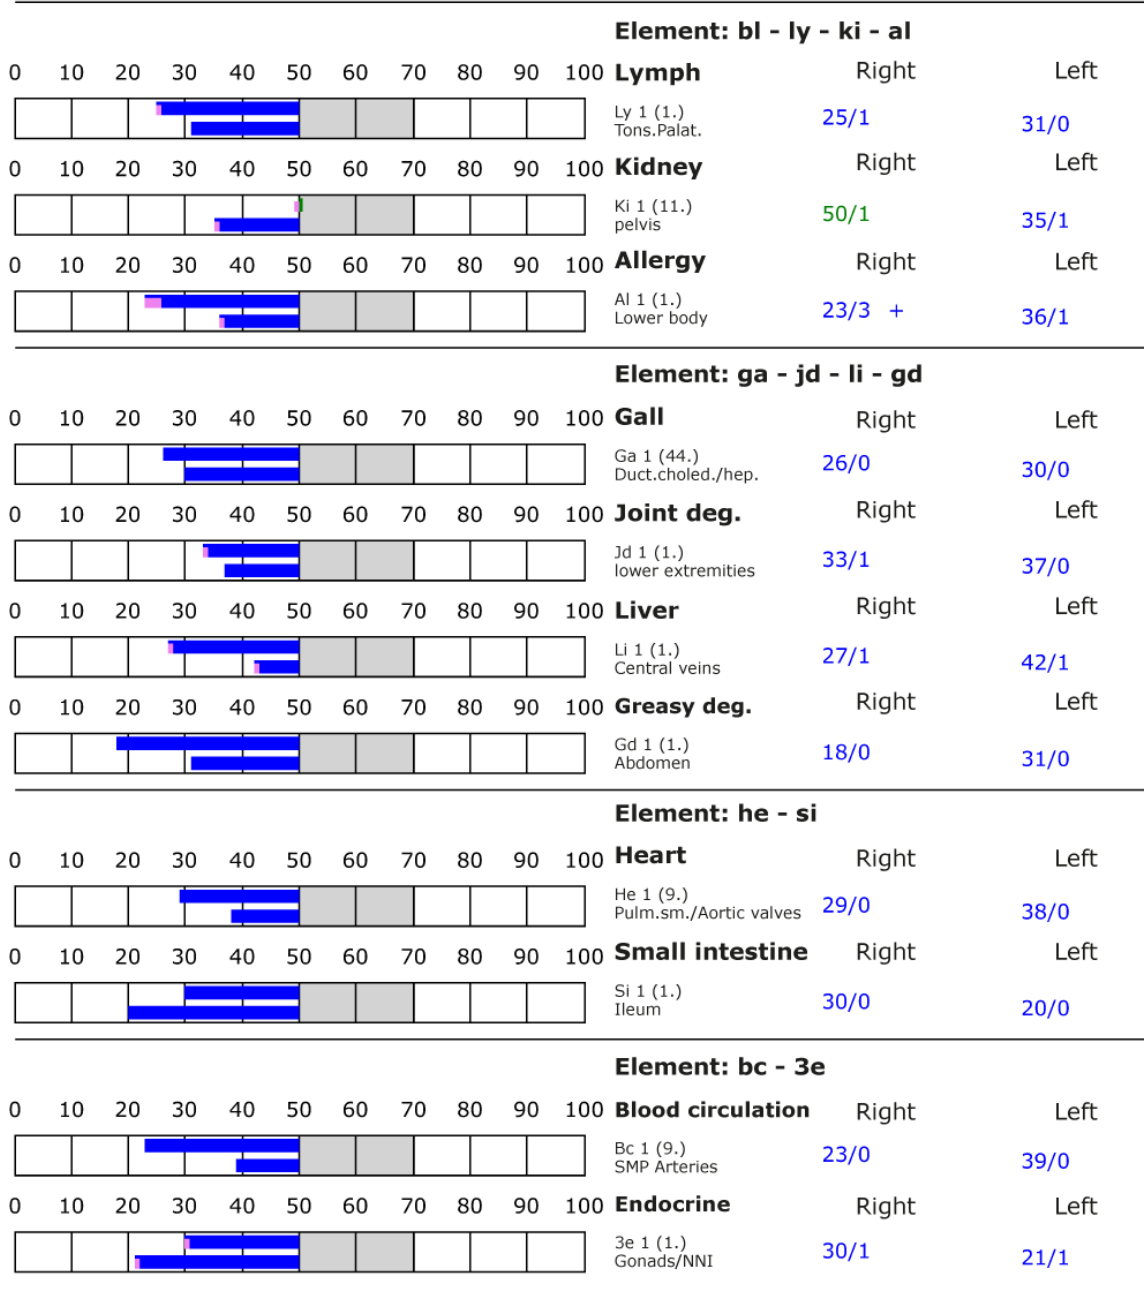 Element: bl - ly - ki - al
0 10 20 30 40 50 60 70 80 90 100 Lymph Right Left
Ly 1 (1.) 25/1 31/0
Tons.Palat.
0 10 20 30 40 50 60 70 80 90 100 Kidney Right Left
Ki 1 (11.) 50/1 35/1
pelvis
0 10 20 30 40 50 60 70 80 90 100 Allergy Right Left
Al 1 (1.) 23/3 + 36/1
Lower body
Element: ga - jd - li - gd
0 10 20 30 40 50 60 70 80 90 100 Gall Right Left
Ga 1 (44.) 26/0 30/0
Duct.choled./hep.
0 10 20 30 40 50 60 70 80 90 100 Joint deg. Right Left
Jd 1 (1.) 33/1 37/0
lower extremities
0 10 20 30 40 50 60 70 80 90 100 Liver Right Left
Li 1 (1.) 27/1 42/1
Central veins
0 10 20 30 40 50 60 70 80 90 100 Greasy deg. Right Left
Gd 1 (1.) 18/0 31/0
Abdomen
Element: he - si
0 10 20 30 40 50 60 70 80 90 100 Heart Right Left
He 1 (9.) 29/0 38/0
Pulm.sm./Aortic valves
0 10 20 30 40 50 60 70 80 90 100 Small intestine Right Left
Si 1 (1.) 30/0 20/0
Ileum
Element: bc - 3e
0 10 20 30 40 50 60 70 80 90 100 Blood circulation Right Left
Bc 1 (9.) 23/0 39/0
SMP Arteries
0 10 20 30 40 50 60 70 80 90 100 Endocrine Right Left
3e 1 (1.) 30/1 21/1
Gonads/NNI